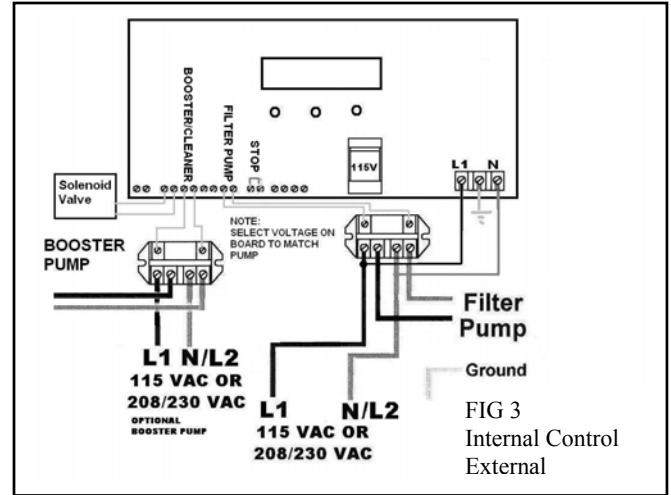 BOOSTER/CLEANER
FILTER PUMP
STOP
115V
L1 N
Solenoid
Valve
NOTE:
SELECT VOLTAGE ON
BOARD TO MATCH
PUMP
BOOSTER
PUMP
Filter
Pump
L1 N/L2
115 VAC OR
208/230 VAC
OPTIONAL
BOOSTER PUMP
Ground
L1 N/L2
115 VAC OR
208/230 VAC
FIG 3
Internal Control
External